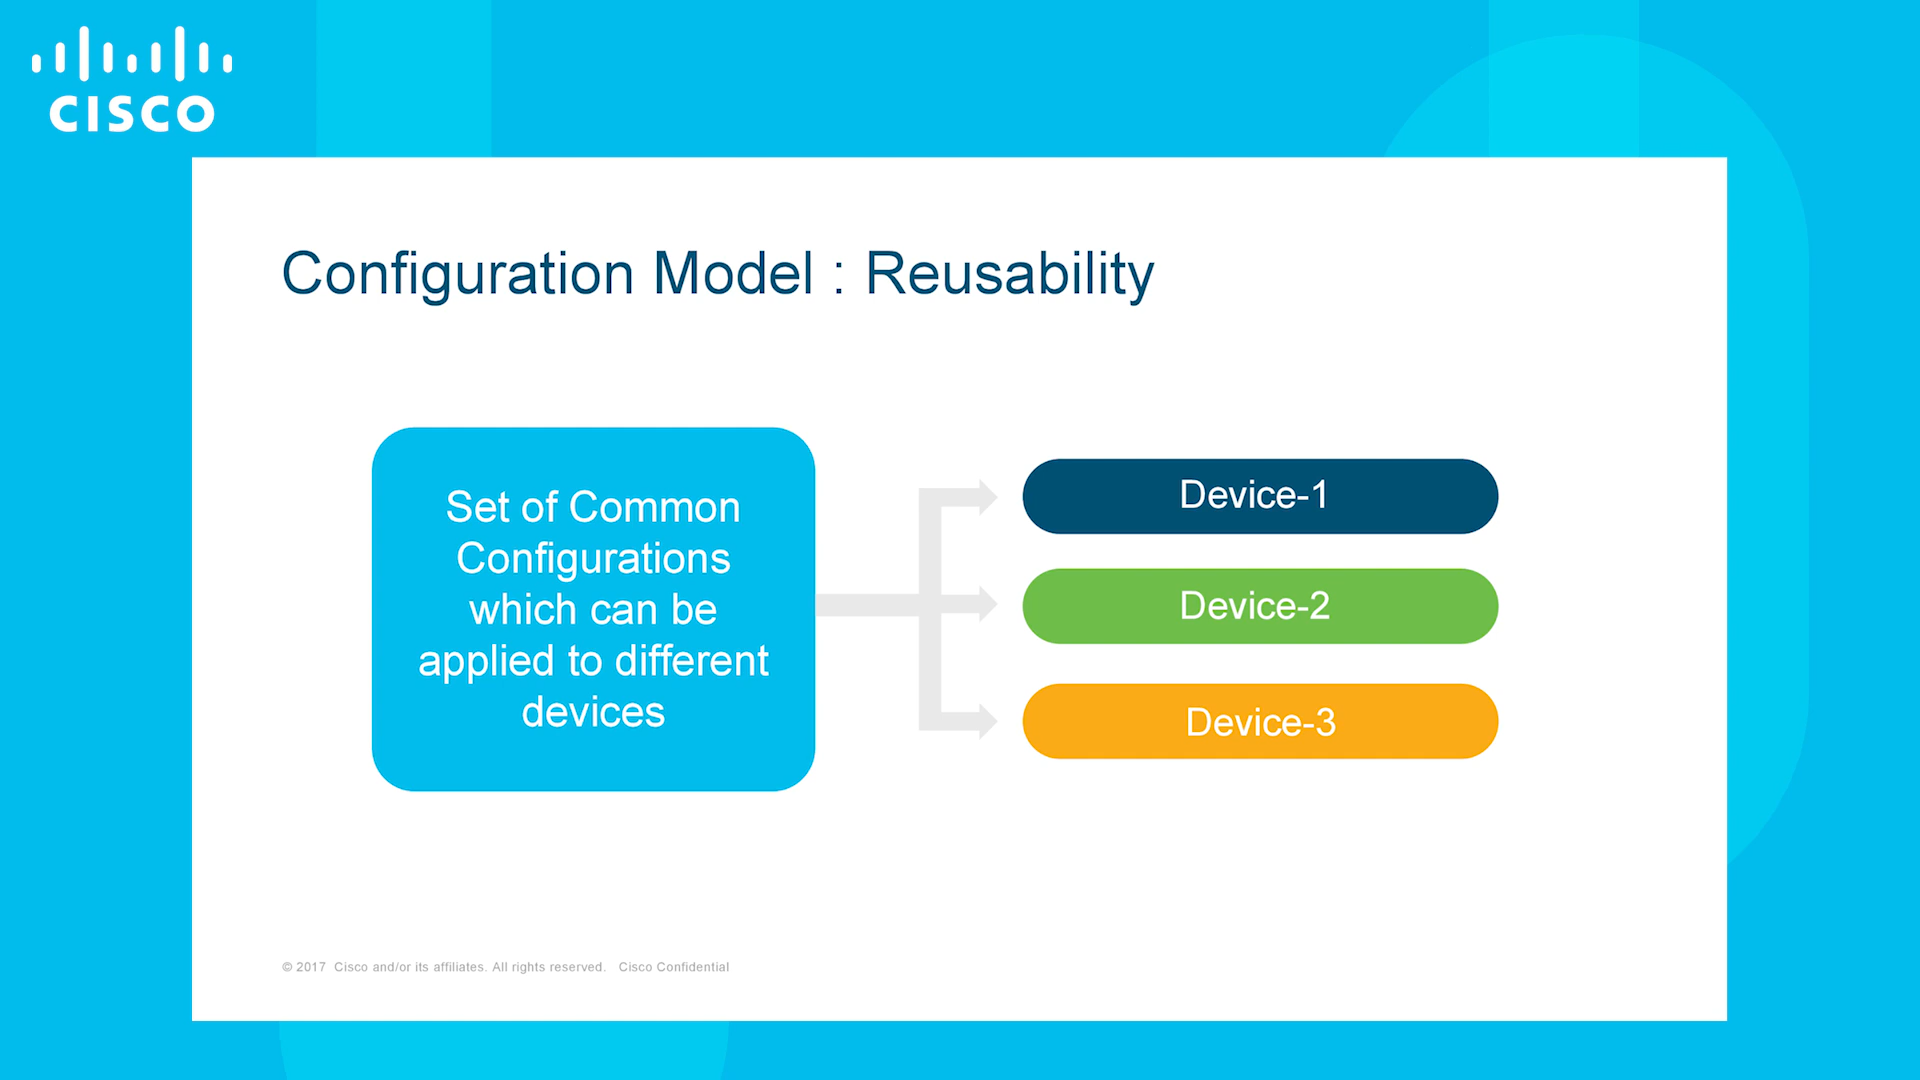 CISCO
Configuration Model : Reusability
Set of Common
Configurations
which can be
applied to different
devices
Device-1
Device-2
Device-3
© 2017 Cisco and/or its affiliates. All rights reserved. Cisco Confidential